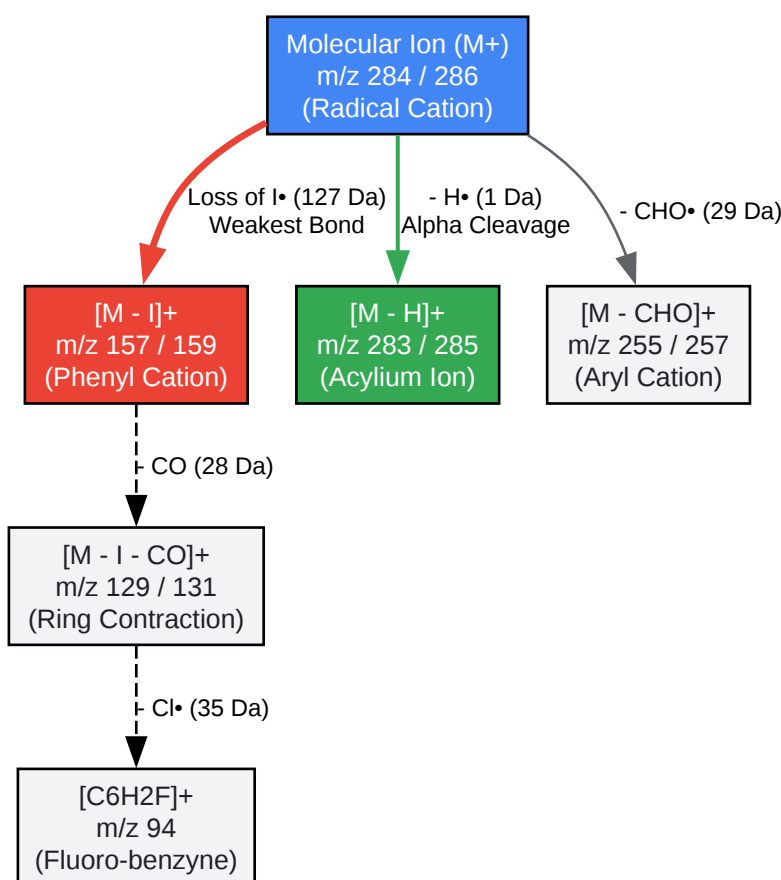 Molecular Ion (M+)
m/z 284 / 286
(Radical Cation)
Loss of I• (127 Da)
Weakest Bond
- H• (1 Da)
Alpha Cleavage
- CHO• (29 Da)
[M - I]+
m/z 157 / 159
(Phenyl Cation)
[M - H]+
m/z 283 / 285
(Acylium Ion)
[M - CHO]+
m/z 255 / 257
(Aryl Cation)
- CO (28 Da)
[M - I - CO]+
m/z 129 / 131
(Ring Contraction)
- Cl• (35 Da)
[C6H2F]+
m/z 94
(Fluoro-benzyne)